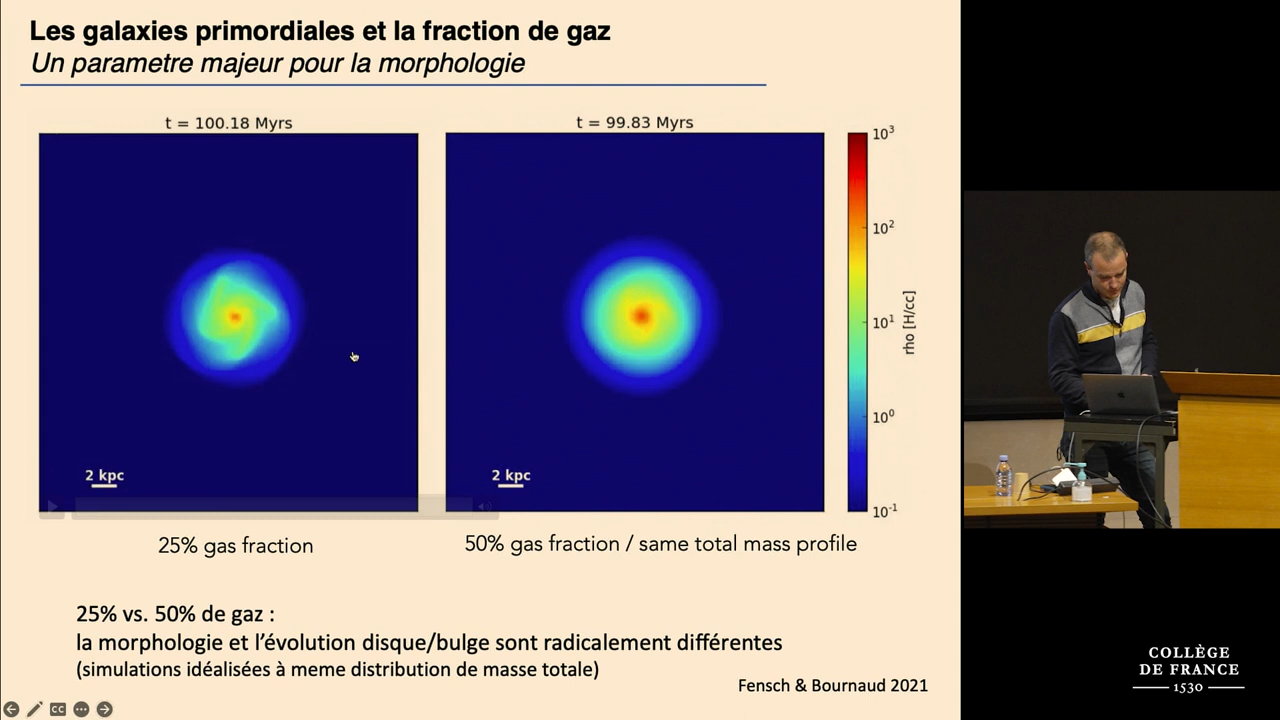 Les galaxies primordiales et la fraction de gaz
Un parametre majeur pour la morphologie
t = 100.18 Myrs
t = 99.83 Myrs
2 kpc
2 kpc
10³
10²
10¹
10⁰
10⁻¹
rho [H/cc]
25% gas fraction
50% gas fraction / same total mass profile
25% vs. 50% de gaz :
la morphologie et l’évolution disque/bulge sont radicalement différentes
(simulations idéalisées à meme distribution de masse totale)
Fensch & Bournaud 2021
CC
COLLÈGE
DE FRANCE
1530